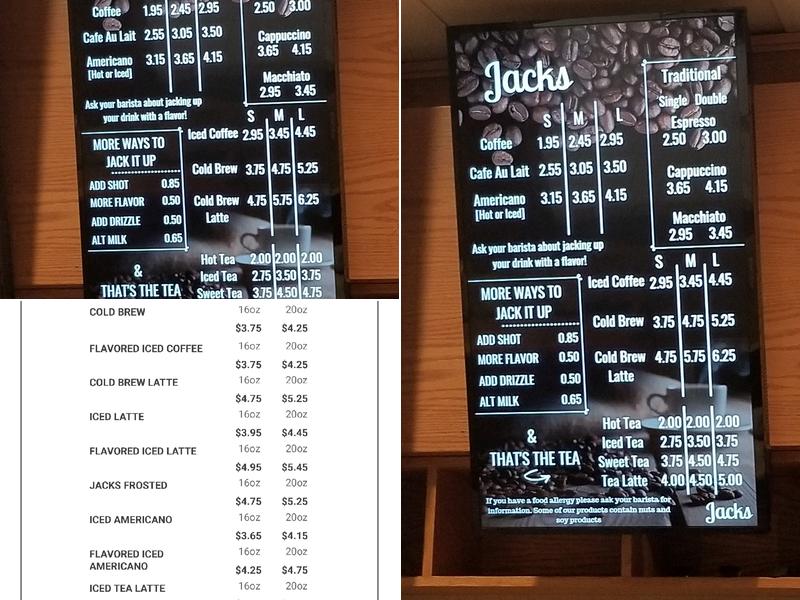 Coffee 1.95 2.45 2.95
2.50 3.00
Cafe Au Lait 2.55 3.05 3.50
Cappuccino
3.65 4.15
Americano 3.15 3.65 4.15
[Hot or Iced]
Macchiato
2.95 3.45
Ask your barista about jacking up
your drink with a flavor!
S M L
Iced Coffee 2.95 3.45 4.45
MORE WAYS TO
JACK IT UP
Cold Brew 3.75 4.75 5.25
ADD SHOT 0.85
MORE FLAVOR 0.50
ADD DRIZZLE 0.50
ALT MILK 0.65
Cold Brew 4.75 5.75 6.25
Latte
Hot Tea 2.00 2.00 2.00
Iced Tea 2.75 3.50 3.75
Sweet Tea 3.75 4.50 4.75
&
THAT'S THE TEA
COLD BREW 16oz 20oz
$3.75 $4.25
FLAVORED ICED COFFEE 16oz 20oz
$3.75 $4.25
COLD BREW LATTE 16oz 20oz
$4.75 $5.25
ICED LATTE 16oz 20oz
$3.95 $4.45
FLAVORED ICED LATTE 16oz 20oz
$4.95 $5.45
JACKS FROSTED 16oz 20oz
$4.75 $5.25
ICED AMERICANO 16oz 20oz
$3.65 $4.15
FLAVORED ICED 16oz 20oz
AMERICANO
$4.25 $4.75
ICED TEA LATTE 16oz 20oz
Jacks
Traditional
Single Double
Espresso
2.50 3.00
S M L
Coffee 1.95 2.45 2.95
Cafe Au Lait 2.55 3.05 3.50
Cappuccino
3.65 4.15
Americano 3.15 3.65 4.15
[Hot or Iced]
Macchiato
2.95 3.45
Ask your barista about jacking up
your drink with a flavor!
S M L
Iced Coffee 2.95 3.45 4.45
MORE WAYS TO
JACK IT UP
Cold Brew 3.75 4.75 5.25
ADD SHOT 0.85
MORE FLAVOR 0.50
ADD DRIZZLE 0.50
ALT MILK 0.65
Cold Brew 4.75 5.75 6.25
Latte
Hot Tea 2.00 2.00 2.00
Iced Tea 2.75 3.50 3.75
Sweet Tea 3.75 4.50 4.75
Tea Latte 4.00 4.50 5.00
&
THAT'S THE TEA
If you have a food allergy please ask your barista for
information. Some of our products contain nuts and
soy products
Jacks